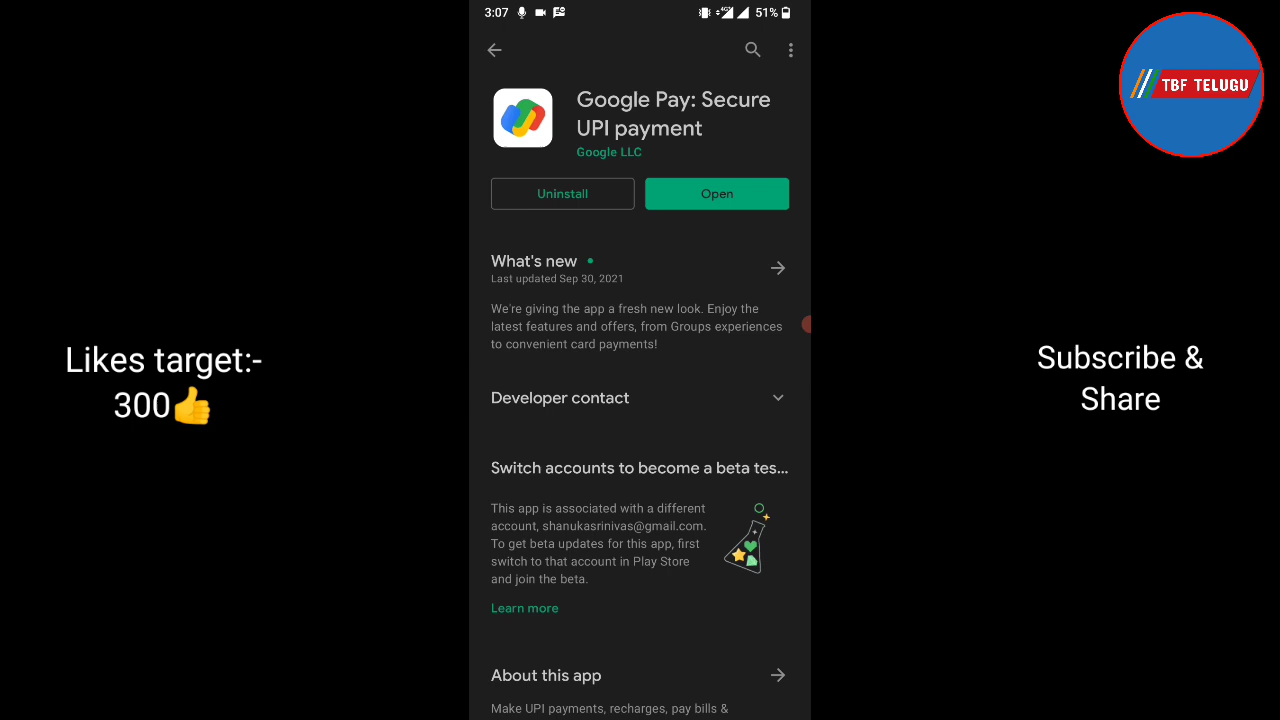 3:07
4G
51%
TBF TELUGU
Google Pay: Secure
UPI payment
Google LLC
Uninstall
Open
What's new
Last updated Sep 30, 2021
We're giving the app a fresh new look. Enjoy the
latest features and offers, from Groups experiences
to convenient card payments!
Likes target:-
300👍
Subscribe &
Share
Developer contact
Switch accounts to become a beta tes...
This app is associated with a different
account, shanukasrinivas@gmail.com.
To get beta updates for this app, first
switch to that account in Play Store
and join the beta.
Learn more
About this app
Make UPI payments, recharges, pay bills &